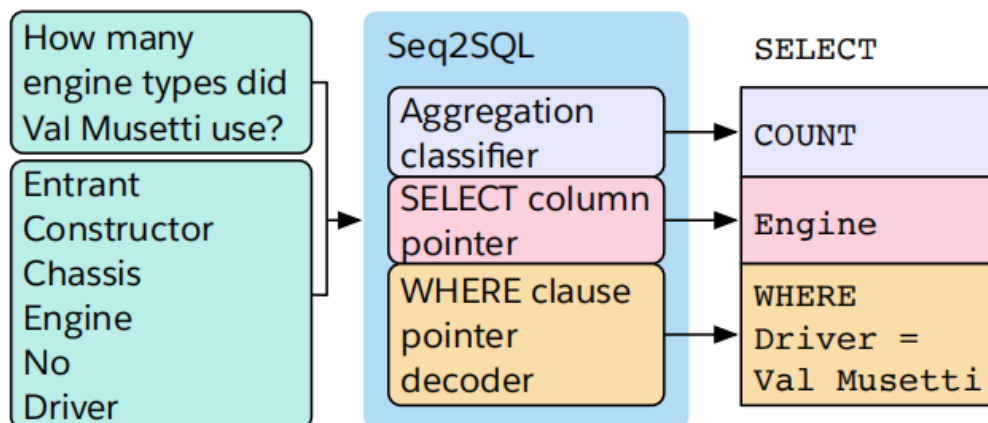 How many
engine types did
Val Musetti use?
Entrant
Constructor
Chassis
Engine
No
Driver
Seq2SQL
Aggregation
classifier
SELECT column
pointer
WHERE clause
pointer
decoder
SELECT
COUNT
Engine
WHERE
Driver =
Val Musetti